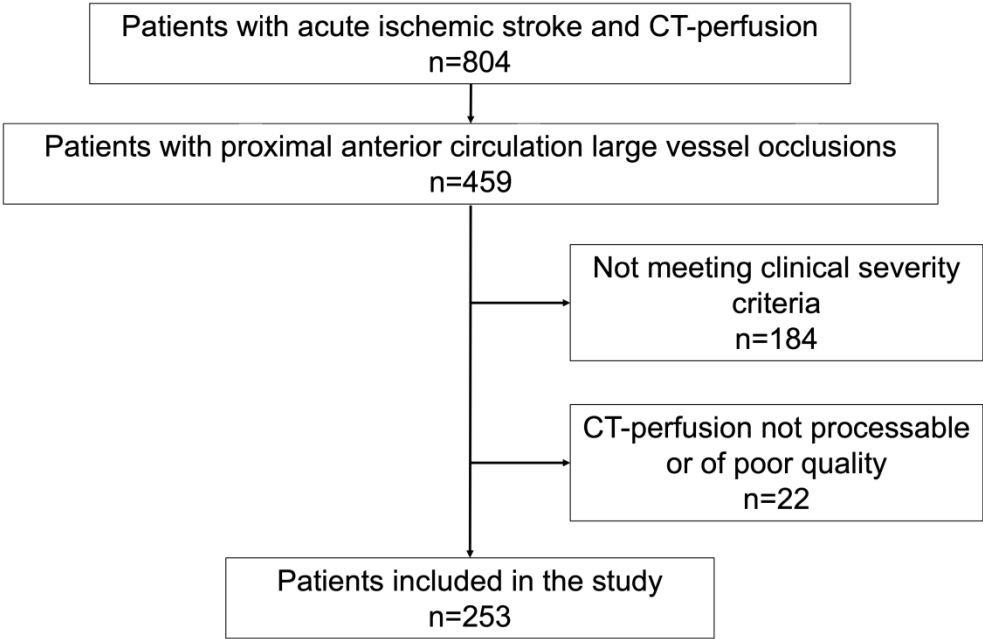 Patients with acute ischemic stroke and CT-perfusion
n=804
Patients with proximal anterior circulation large vessel occlusions
n=459
Not meeting clinical severity
criteria
n=184
CT-perfusion not processable
or of poor quality
n=22
Patients included in the study
n=253